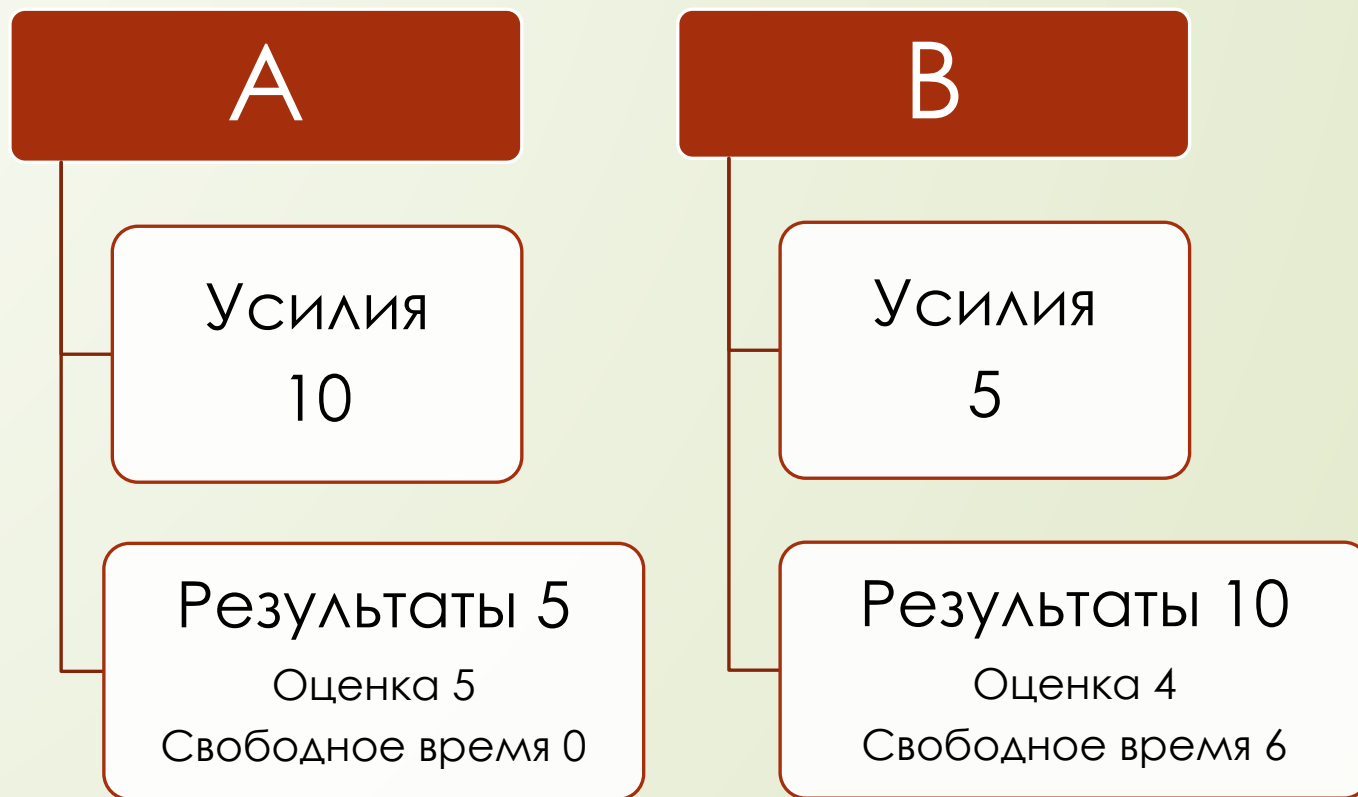 A
Усилия
10
Результаты 5
Оценка 5
Свободное время 0
B
Усилия
5
Результаты 10
Оценка 4
Свободное время 6